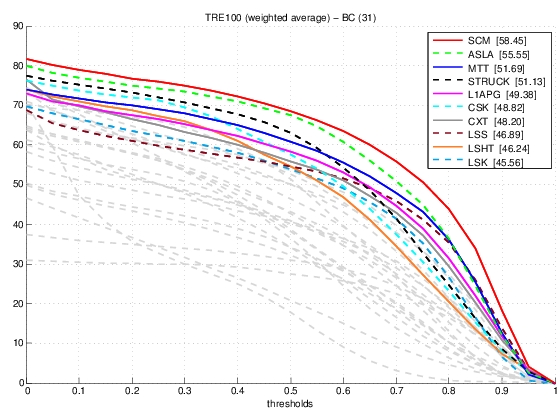 TRE100 (weighted average) – BC (31)
90
80
70
60
50
40
30
20
10
0
SCM [58.45]
ASLA [55.55]
MTT [51.69]
STRUCK [51.13]
L1APG [49.38]
CSK [48.82]
CXT [48.20]
LSS [46.89]
LSHT [46.24]
LSK [45.56]
0 0.1 0.2 0.3 0.4 0.5 0.6 0.7 0.8 0.9 1
thresholds